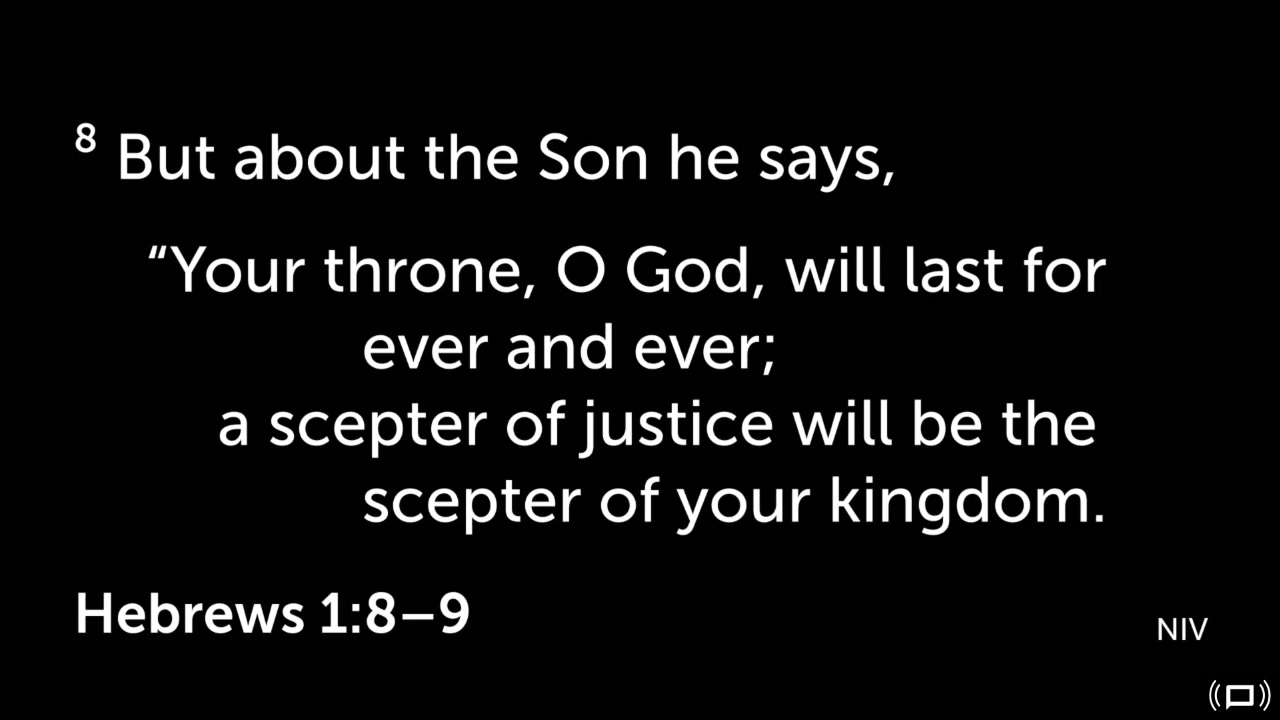 8 But about the Son he says,
“Your throne, O God, will last for
ever and ever;
a scepter of justice will be the
scepter of your kingdom.
Hebrews 1:8–9
NIV